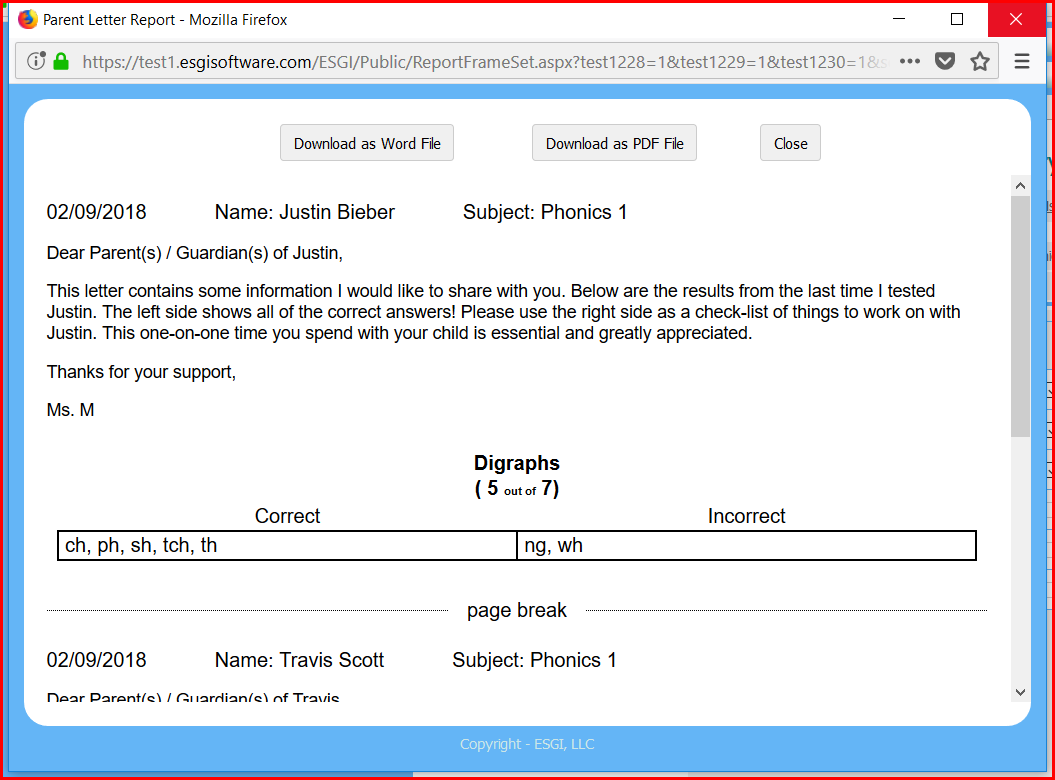 Parent Letter Report - Mozilla Firefox
https://test1.esgisoftware.com/ESGI/Public/ReportFrameSet.aspx?test1228=1&test1229=1&test1230=1&s
Download as Word File Download as PDF File Close
02/09/2018 Name: Justin Bieber Subject: Phonics 1
Dear Parent(s) / Guardian(s) of Justin,
This letter contains some information I would like to share with you. Below are the results from the last time I tested
Justin. The left side shows all of the correct answers! Please use the right side as a check-list of things to work on with
Justin. This one-on-one time you spend with your child is essential and greatly appreciated.
Thanks for your support,
Ms. M
Digraphs
( 5 out of 7)
Correct Incorrect
ch, ph, sh, tch, th ng, wh
page break
02/09/2018 Name: Travis Scott Subject: Phonics 1
Dear Parent(s) / Guardian(s) of Travis
Copyright - ESGI, LLC